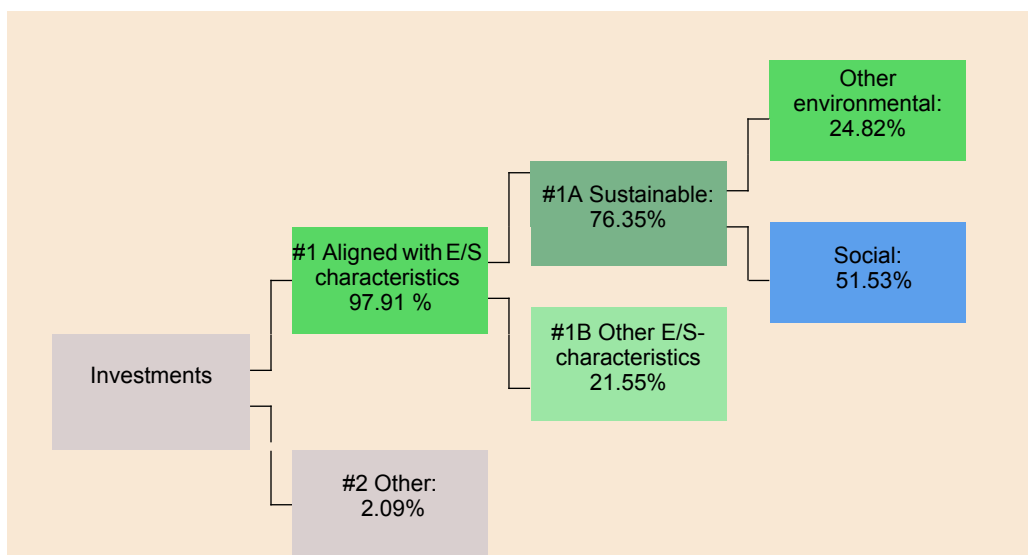 Investments
#1 Aligned with E/S
characteristics
97.91 %
#2 Other:
2.09%
#1A Sustainable:
76.35%
#1B Other E/S-
characteristics
21.55%
Other
environmental:
24.82%
Social:
51.53%